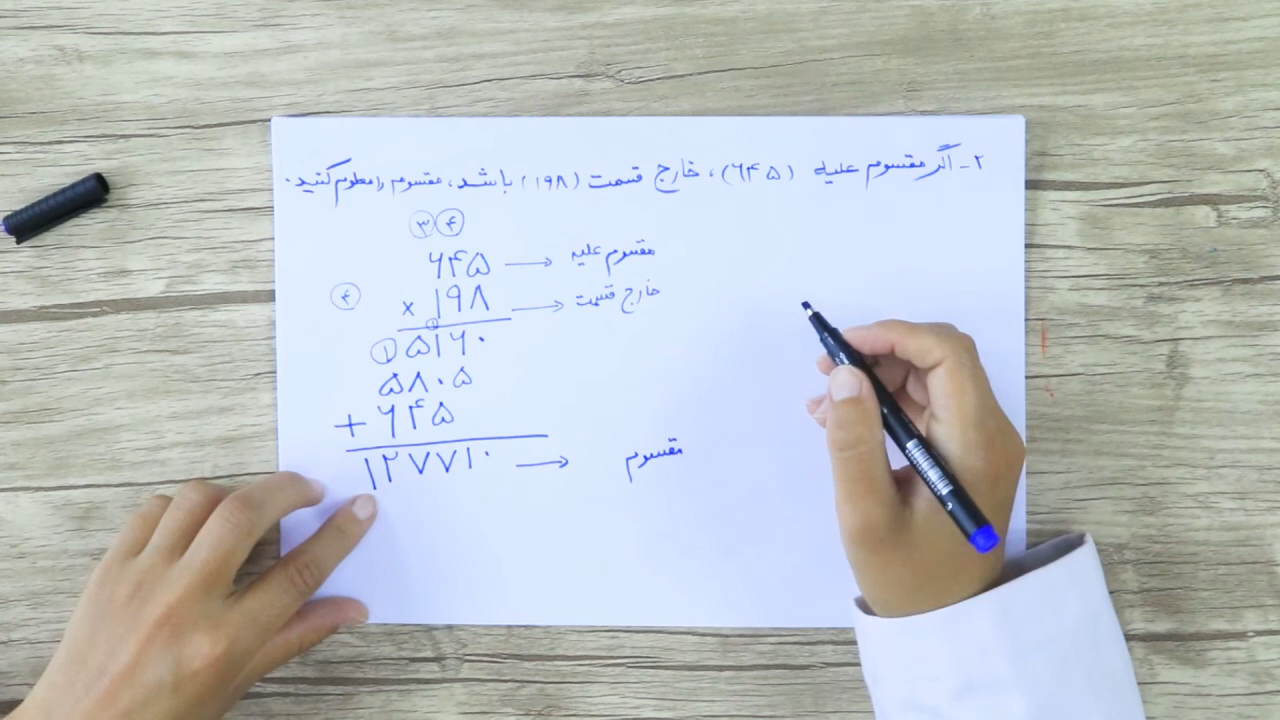 ۲- اگر مقسوم علیه (۶۴۵)، خارج قسمت (۱۹۸) باشد، مقسوم را معلوم کنید.
۳ ۴
۶۴۵ → مقسوم علیه
۴
× ۱۹۸ → خارج قسمت
۱
۱ ۵۱۶۰
۵۸۰۵
+ ۶۴۵
۱۲۷۷۱۰ → مقسوم